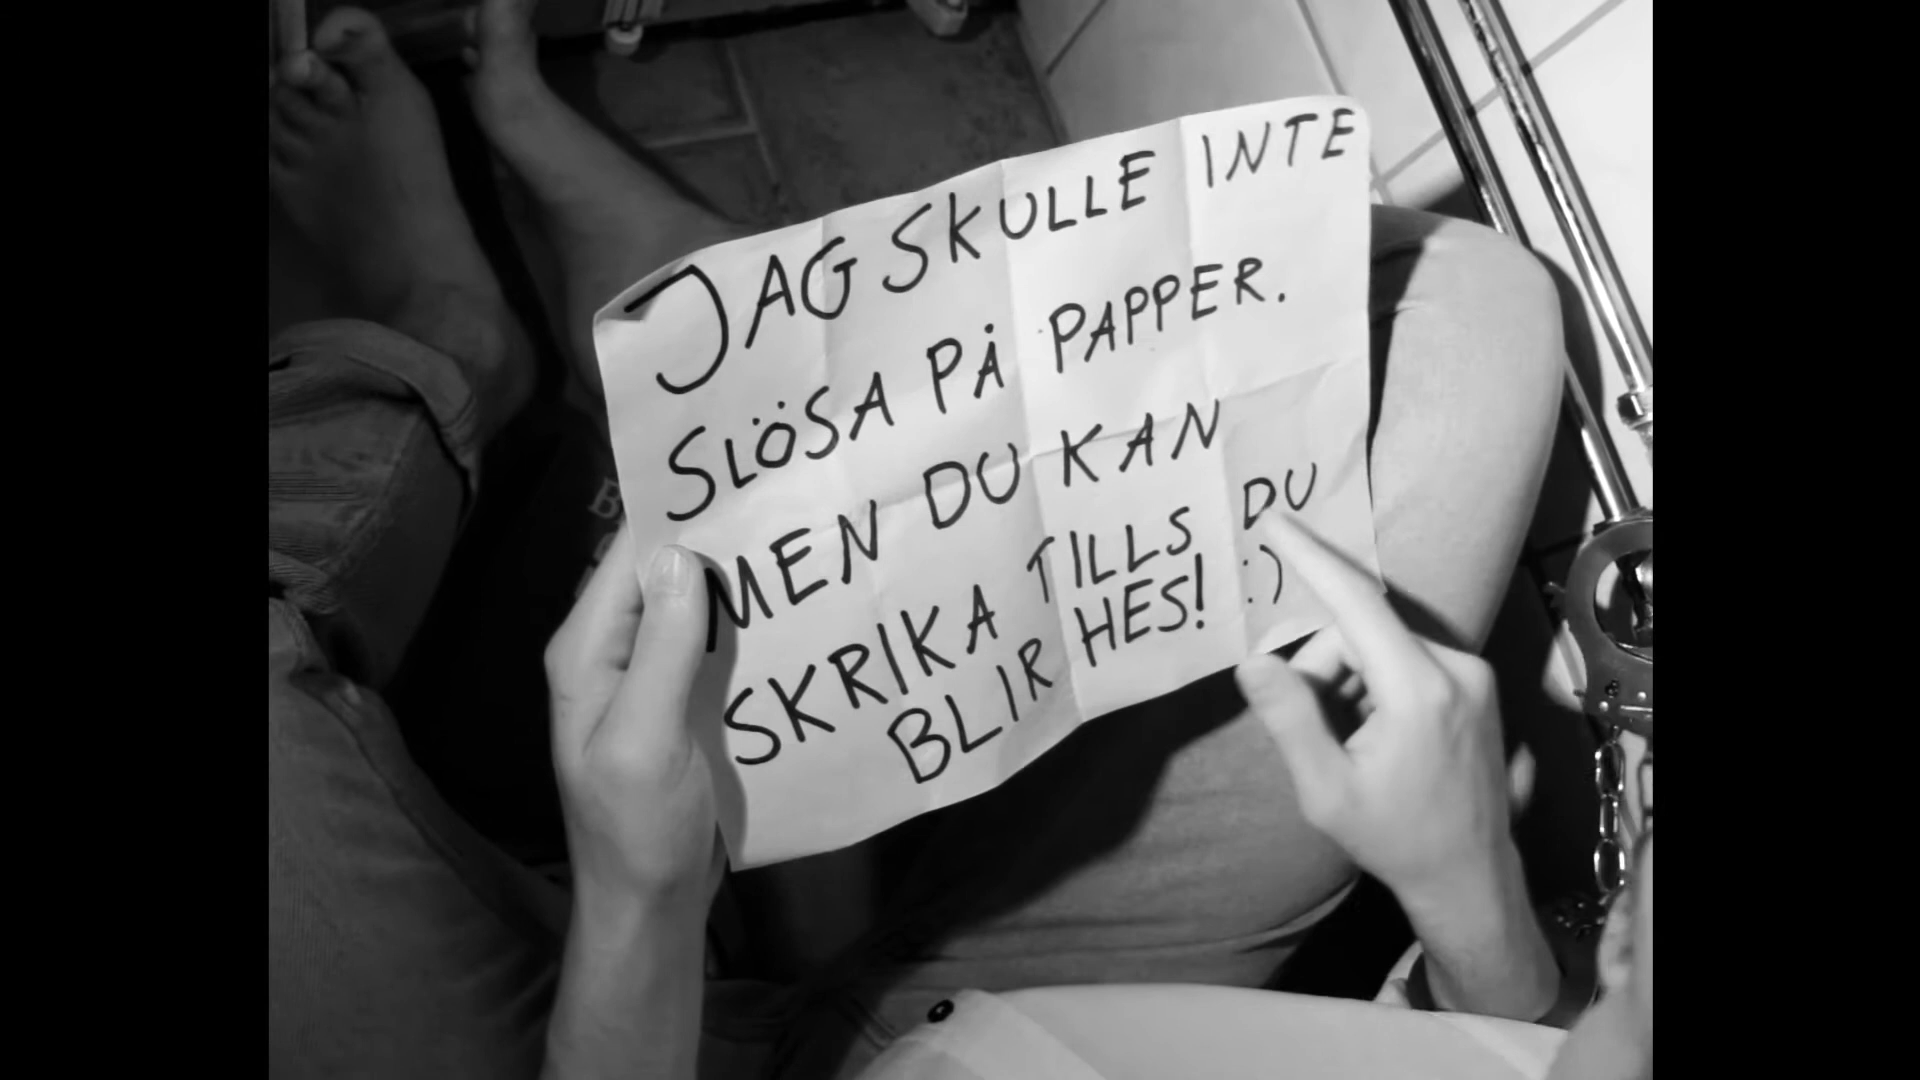 JAG SKULLE INTE
SLÖSA PÅ PAPPER.
MEN DU KAN
SKRIKA TILLS DU
BLIR HES! :)